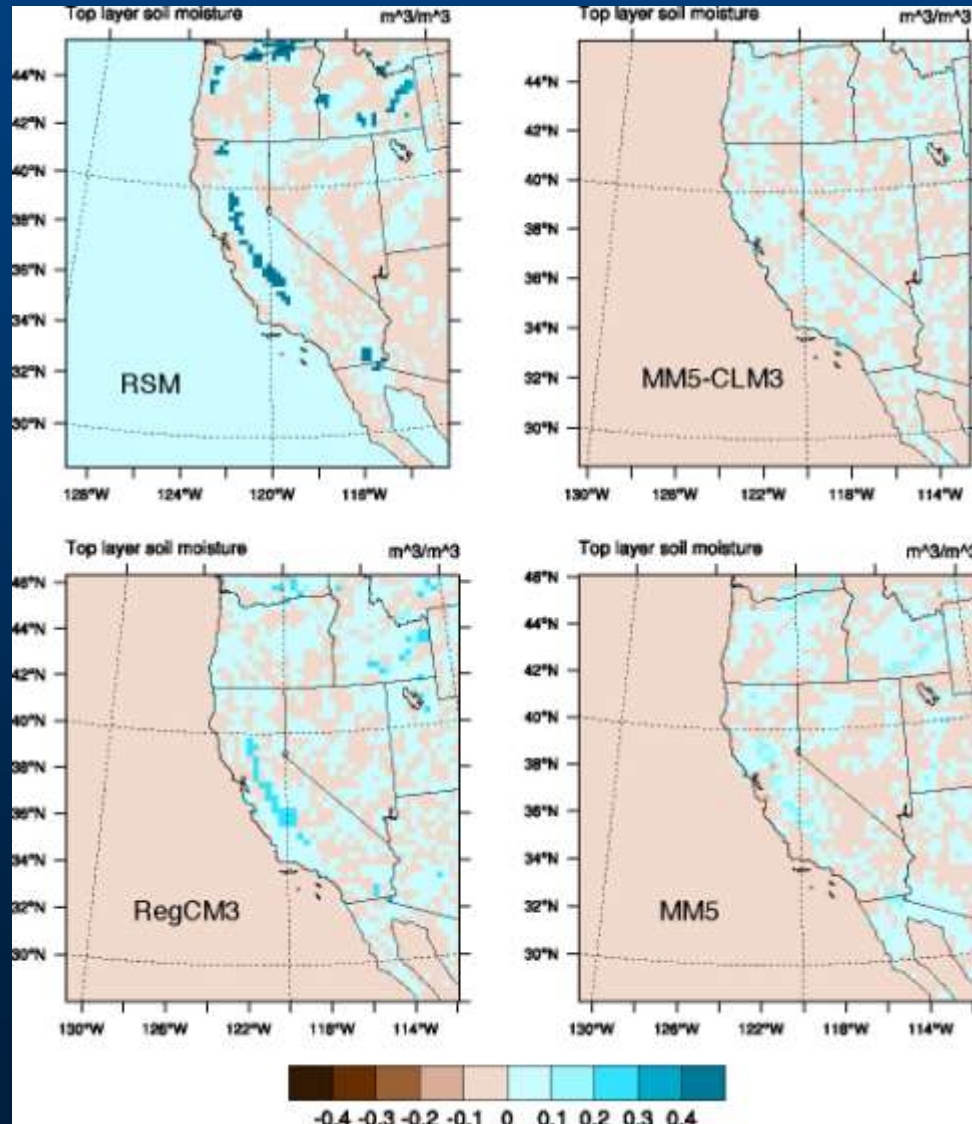 Top layer soil moisture m^3/m^3
44°N
42°N
40°N
38°N
36°N
34°N
32°N
30°N
RSM
128°W 124°W 120°W 116°W
Top layer soil moisture m^3/m^3
44°N
42°N
40°N
38°N
36°N
34°N
32°N
30°N
MM5-CLM3
130°W 126°W 122°W 118°W 114°W
Top layer soil moisture m^3/m^3
46°N
44°N
42°N
40°N
38°N
36°N
34°N
32°N
30°N
RegCM3
130°W 126°W 122°W 118°W 114°W
Top layer soil moisture m^3/m^3
46°N
44°N
42°N
40°N
38°N
36°N
34°N
32°N
30°N
MM5
130°W 126°W 122°W 118°W 114°W
-0.4 -0.3 -0.2 -0.1 0 0.1 0.2 0.3 0.4